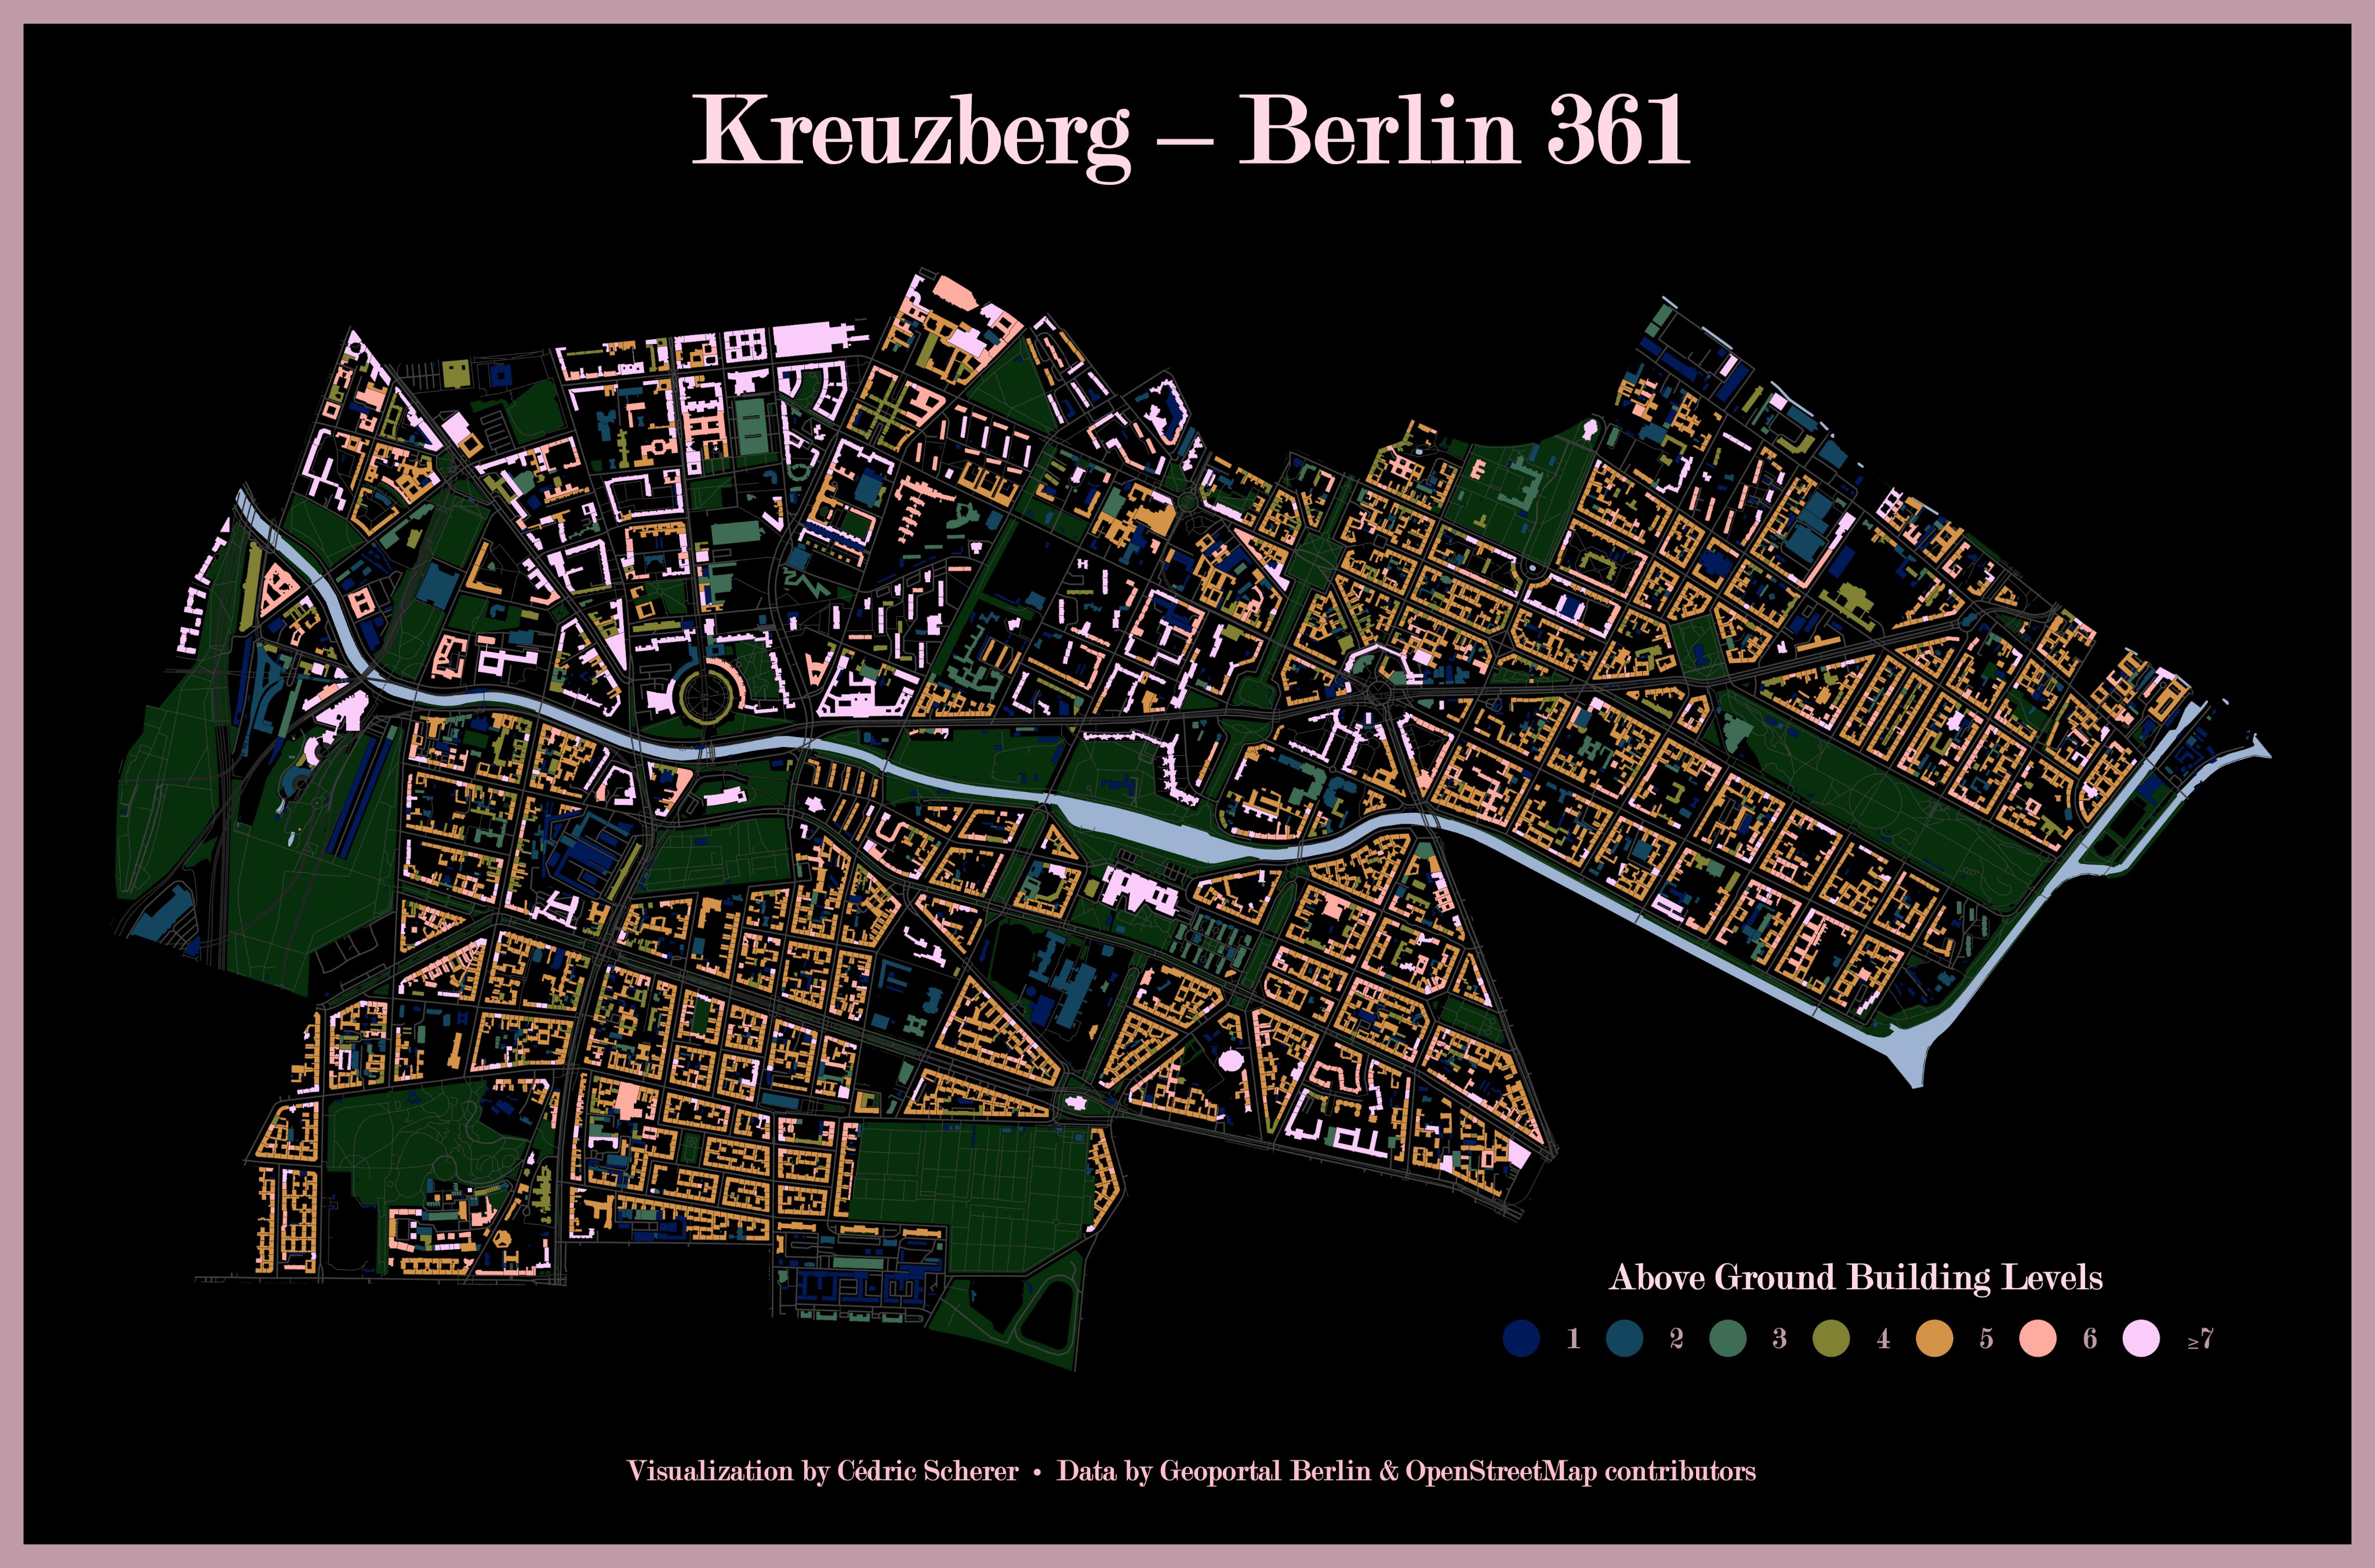 Kreuzberg – Berlin 361
Above Ground Building Levels
1 2 3 4 5 6 ≥7
Visualization by Cédric Scherer • Data by Geoportal Berlin & OpenStreetMap contributors